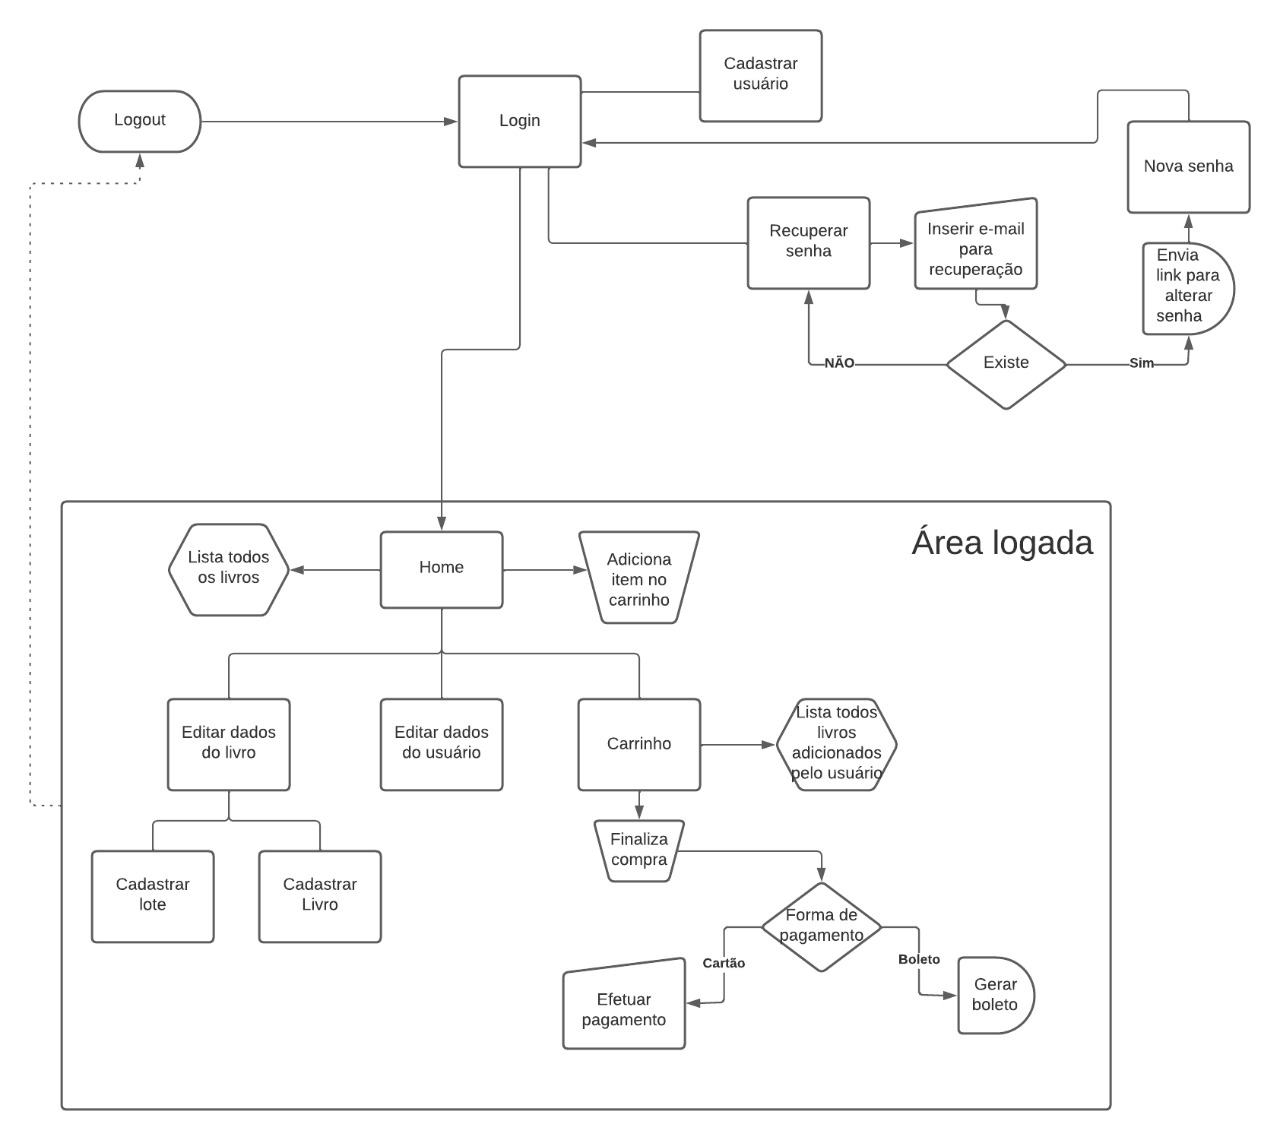 Cadastrar
usuário
Logout
Login
Nova senha
Recuperar
senha
Inserir e-mail
para
recuperação
Envia
link para
alterar
senha
Existe
NÃO
Sim
Área logada
Lista todos
os livros
Home
Adiciona
item no
carrinho
Editar dados
do livro
Editar dados
do usuário
Carrinho
Lista todos
livros
adicionados
pelo usuário
Finaliza
compra
Cadastrar
lote
Cadastrar
Livro
Forma de
pagamento
Cartão
Boleto
Efetuar
pagamento
Gerar
boleto